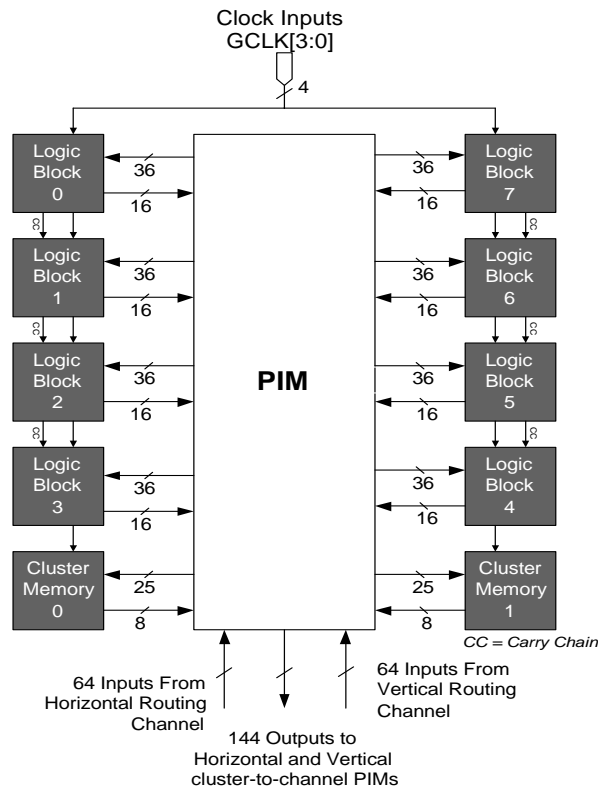 Clock Inputs
GCLK[3:0]
4
Logic
Block
0
36
16
36
16
Logic
Block
7
CC
CC
Logic
Block
1
36
16
36
16
Logic
Block
6
CC
CC
Logic
Block
2
36
16
PIM
36
16
Logic
Block
5
CC
CC
Logic
Block
3
36
16
36
16
Logic
Block
4
Cluster
Memory
0
25
8
25
8
Cluster
Memory
1
CC = Carry Chain
64 Inputs From
Horizontal Routing
Channel
64 Inputs From
Vertical Routing
Channel
144 Outputs to
Horizontal and Vertical
cluster-to-channel PIMs